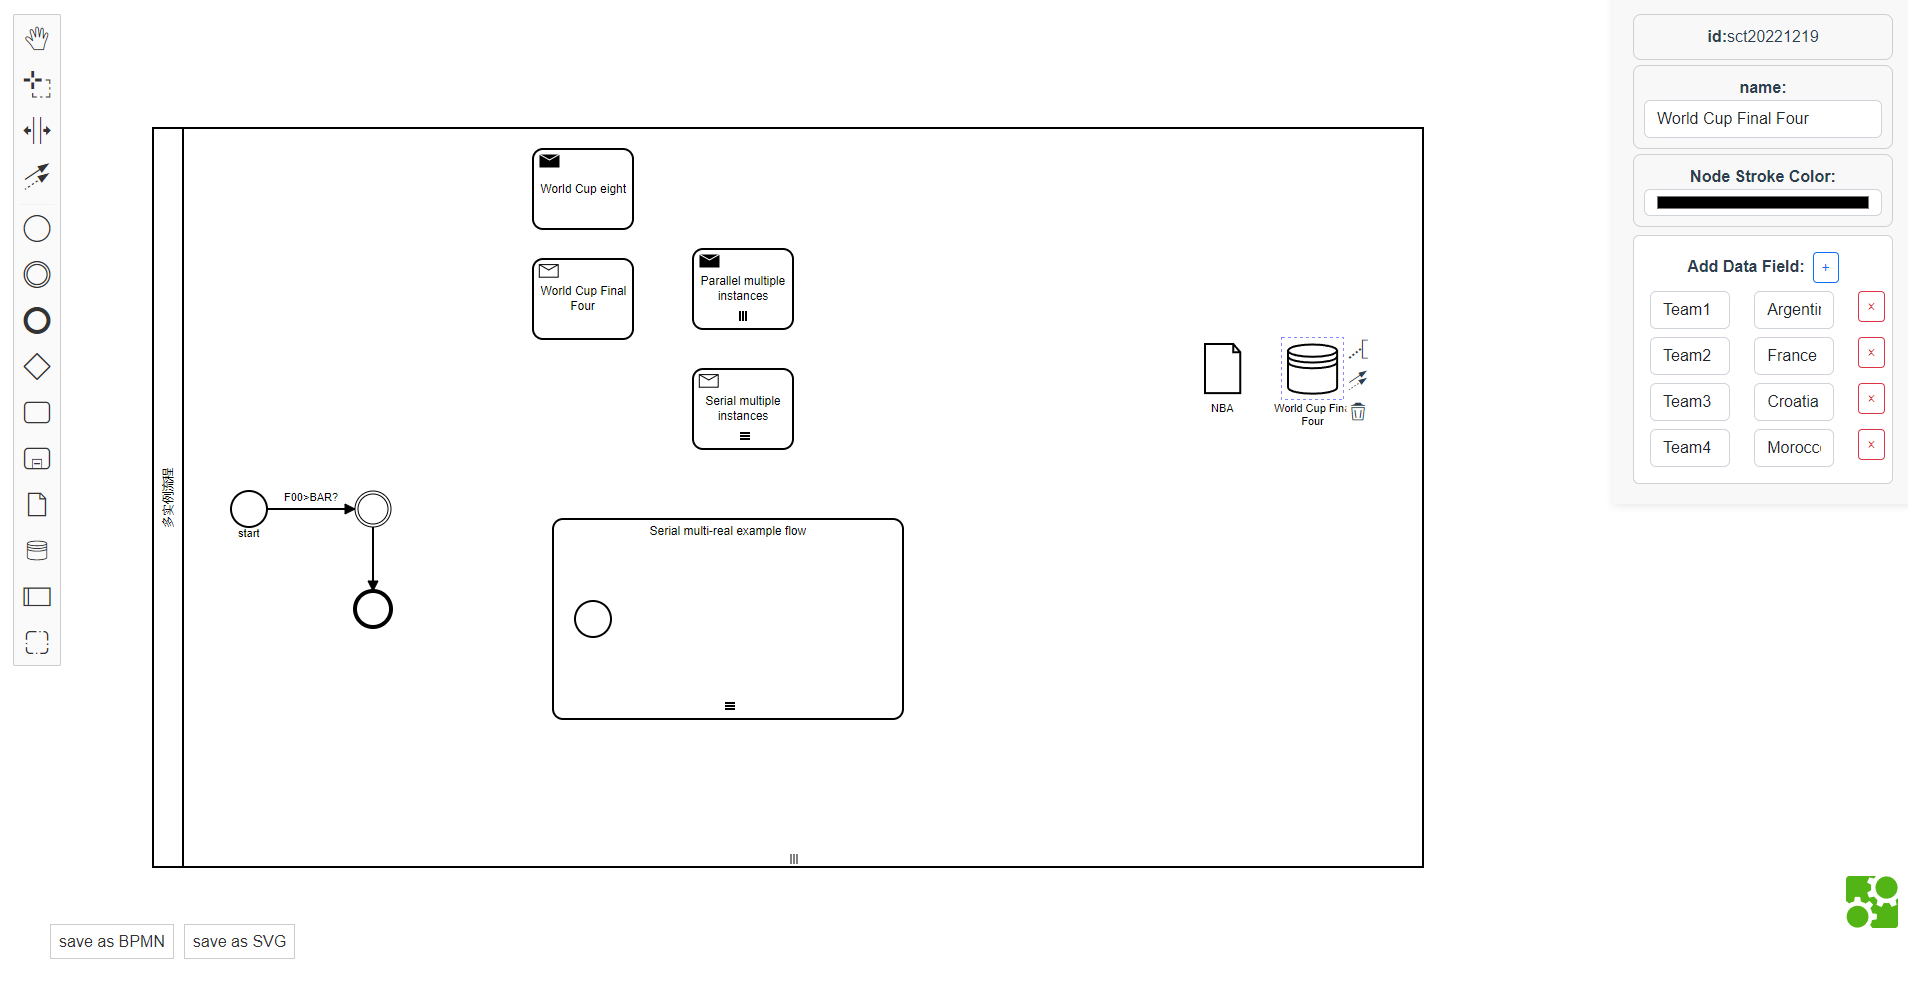 World Cup eight
World Cup Final
Four
Parallel multiple
instances
Serial multiple
instances
多实例流程
F00>BAR?
start
Serial multi-real example flow
NBA
World Cup Fin
Four
save as BPMN
save as SVG
id:sct20221219
name:
World Cup Final Four
Node Stroke Color:
Add Data Field: +
Team1 Argentin ×
Team2 France ×
Team3 Croatia ×
Team4 Morocc ×